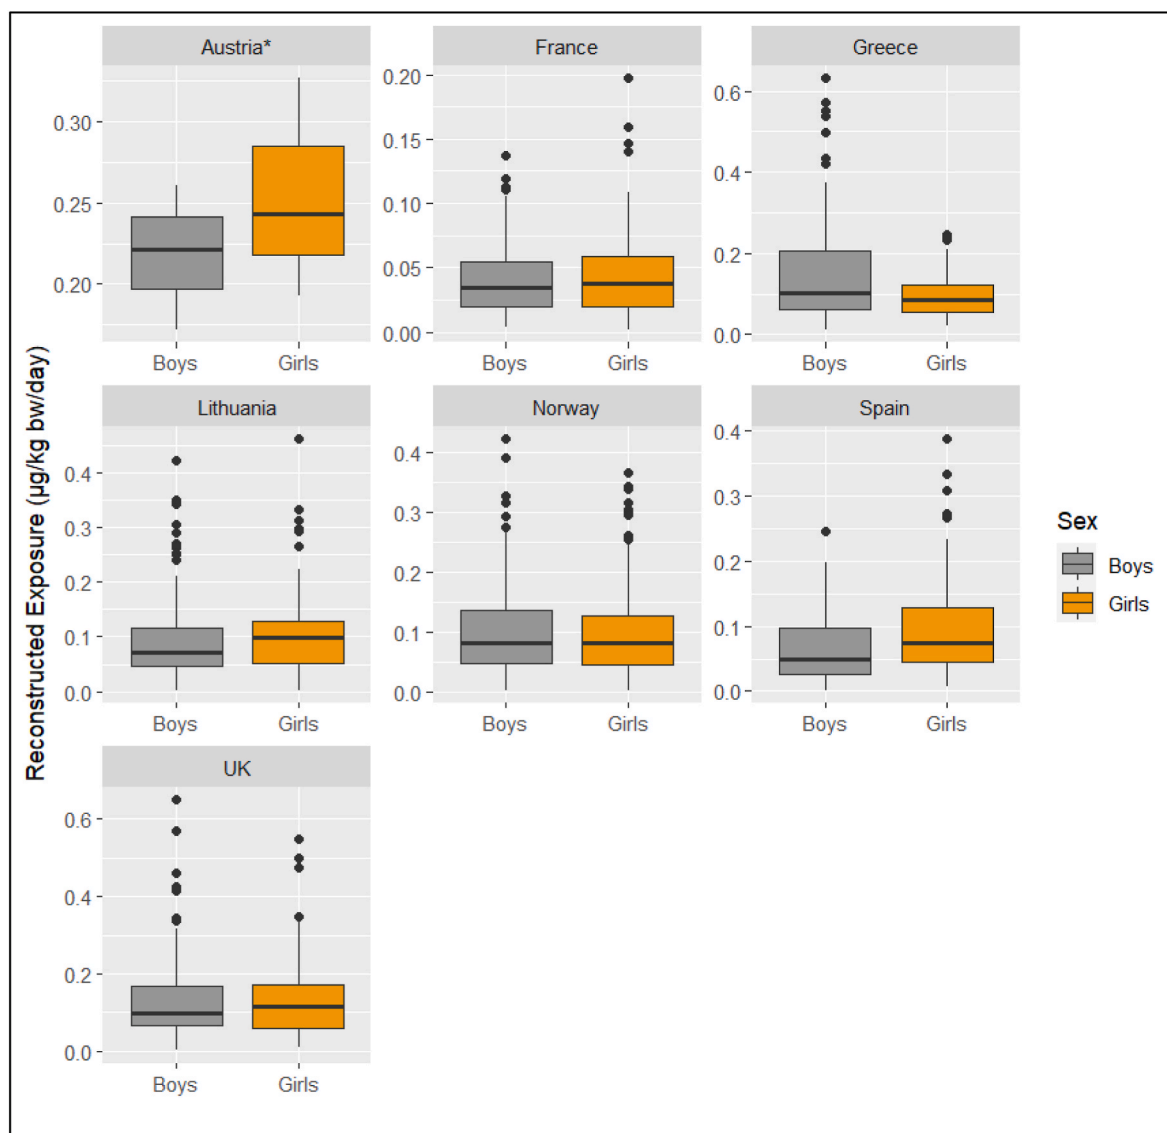 Reconstructed Exposure (µg/kg bw/day)
Austria*
0.30
0.25
0.20
Boys
Girls
France
0.20
0.15
0.10
0.05
0.00
Boys
Girls
Greece
0.6
0.4
0.2
0.0
Boys
Girls
Lithuania
0.4
0.3
0.2
0.1
0.0
Boys
Girls
Norway
0.4
0.3
0.2
0.1
0.0
Boys
Girls
Spain
0.4
0.3
0.2
0.1
0.0
Boys
Girls
UK
0.6
0.4
0.2
0.0
Boys
Girls
Sex
Boys
Girls